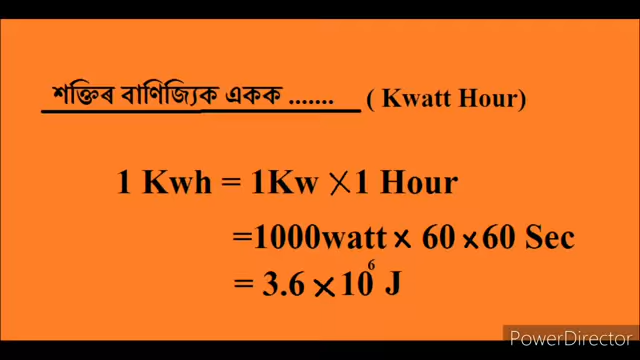 শক্তিৰ বাণিজ্যিক একক ....... ( Kwatt Hour)
1 Kwh = 1Kw × 1 Hour
=1000watt × 60 × 60 Sec
= 3.6 × 10⁶ J
PowerDirector